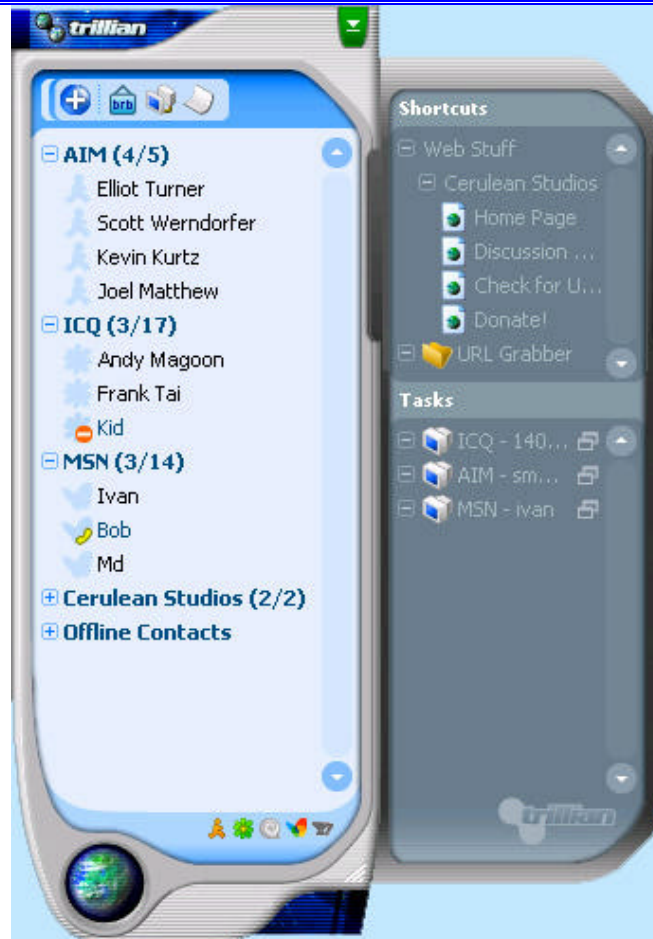 trillian
brb
AIM (4/5)
Elliot Turner
Scott Werndorfer
Kevin Kurtz
Joel Matthew
ICQ (3/17)
Andy Magoon
Frank Tai
Kid
MSN (3/14)
Ivan
Bob
Md
Cerulean Studios (2/2)
Offline Contacts
Shortcuts
Web Stuff
Cerulean Studios
Home Page
Discussion ...
Check for U...
Donate!
URL Grabber
Tasks
ICQ - 140...
AIM - sm...
MSN - ivan
trillian